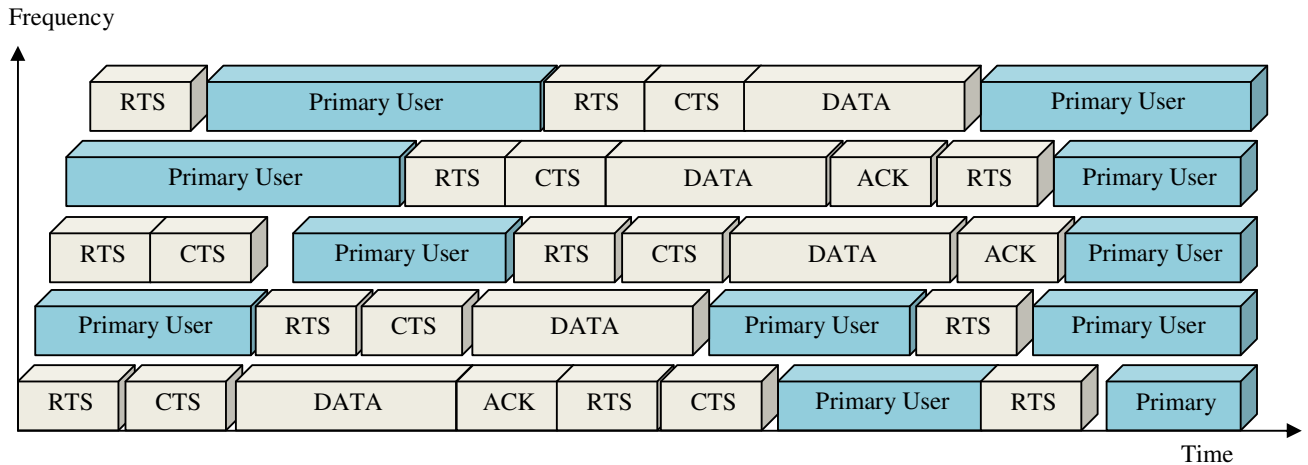 Frequency
RTS Primary User RTS CTS DATA Primary User
Primary User RTS CTS DATA ACK RTS Primary User
RTS CTS Primary User RTS CTS DATA ACK Primary User
Primary User RTS CTS DATA Primary User RTS Primary User
RTS CTS DATA ACK RTS CTS Primary User RTS Primary
Time